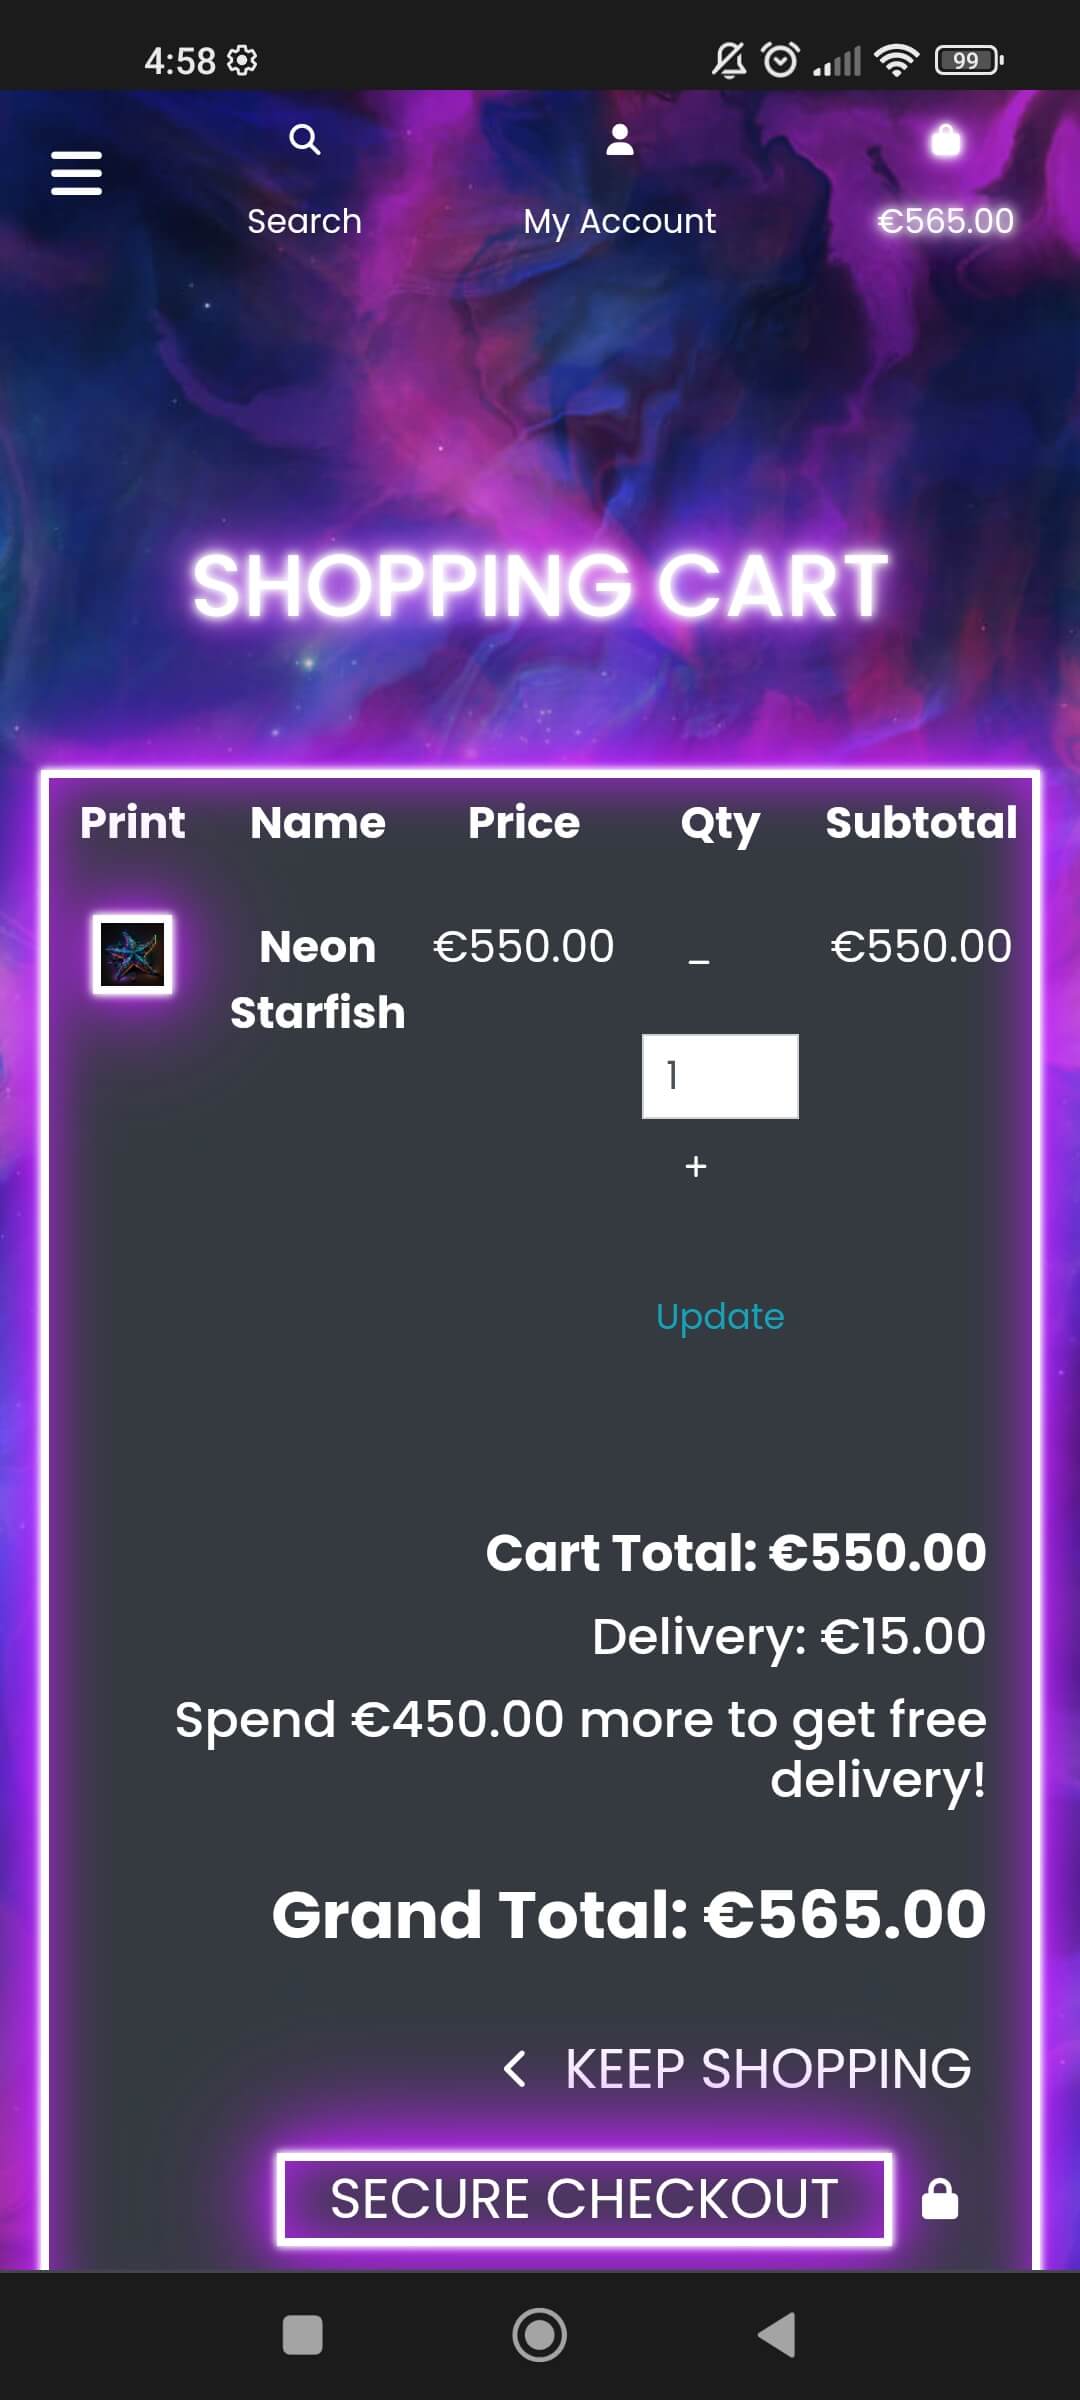 4:58
99
Search
My Account
€565.00
SHOPPING CART
Print Name Price Qty Subtotal
Neon Starfish €550.00 − €550.00
1
+
Update
Cart Total: €550.00
Delivery: €15.00
Spend €450.00 more to get free
delivery!
Grand Total: €565.00
KEEP SHOPPING
SECURE CHECKOUT